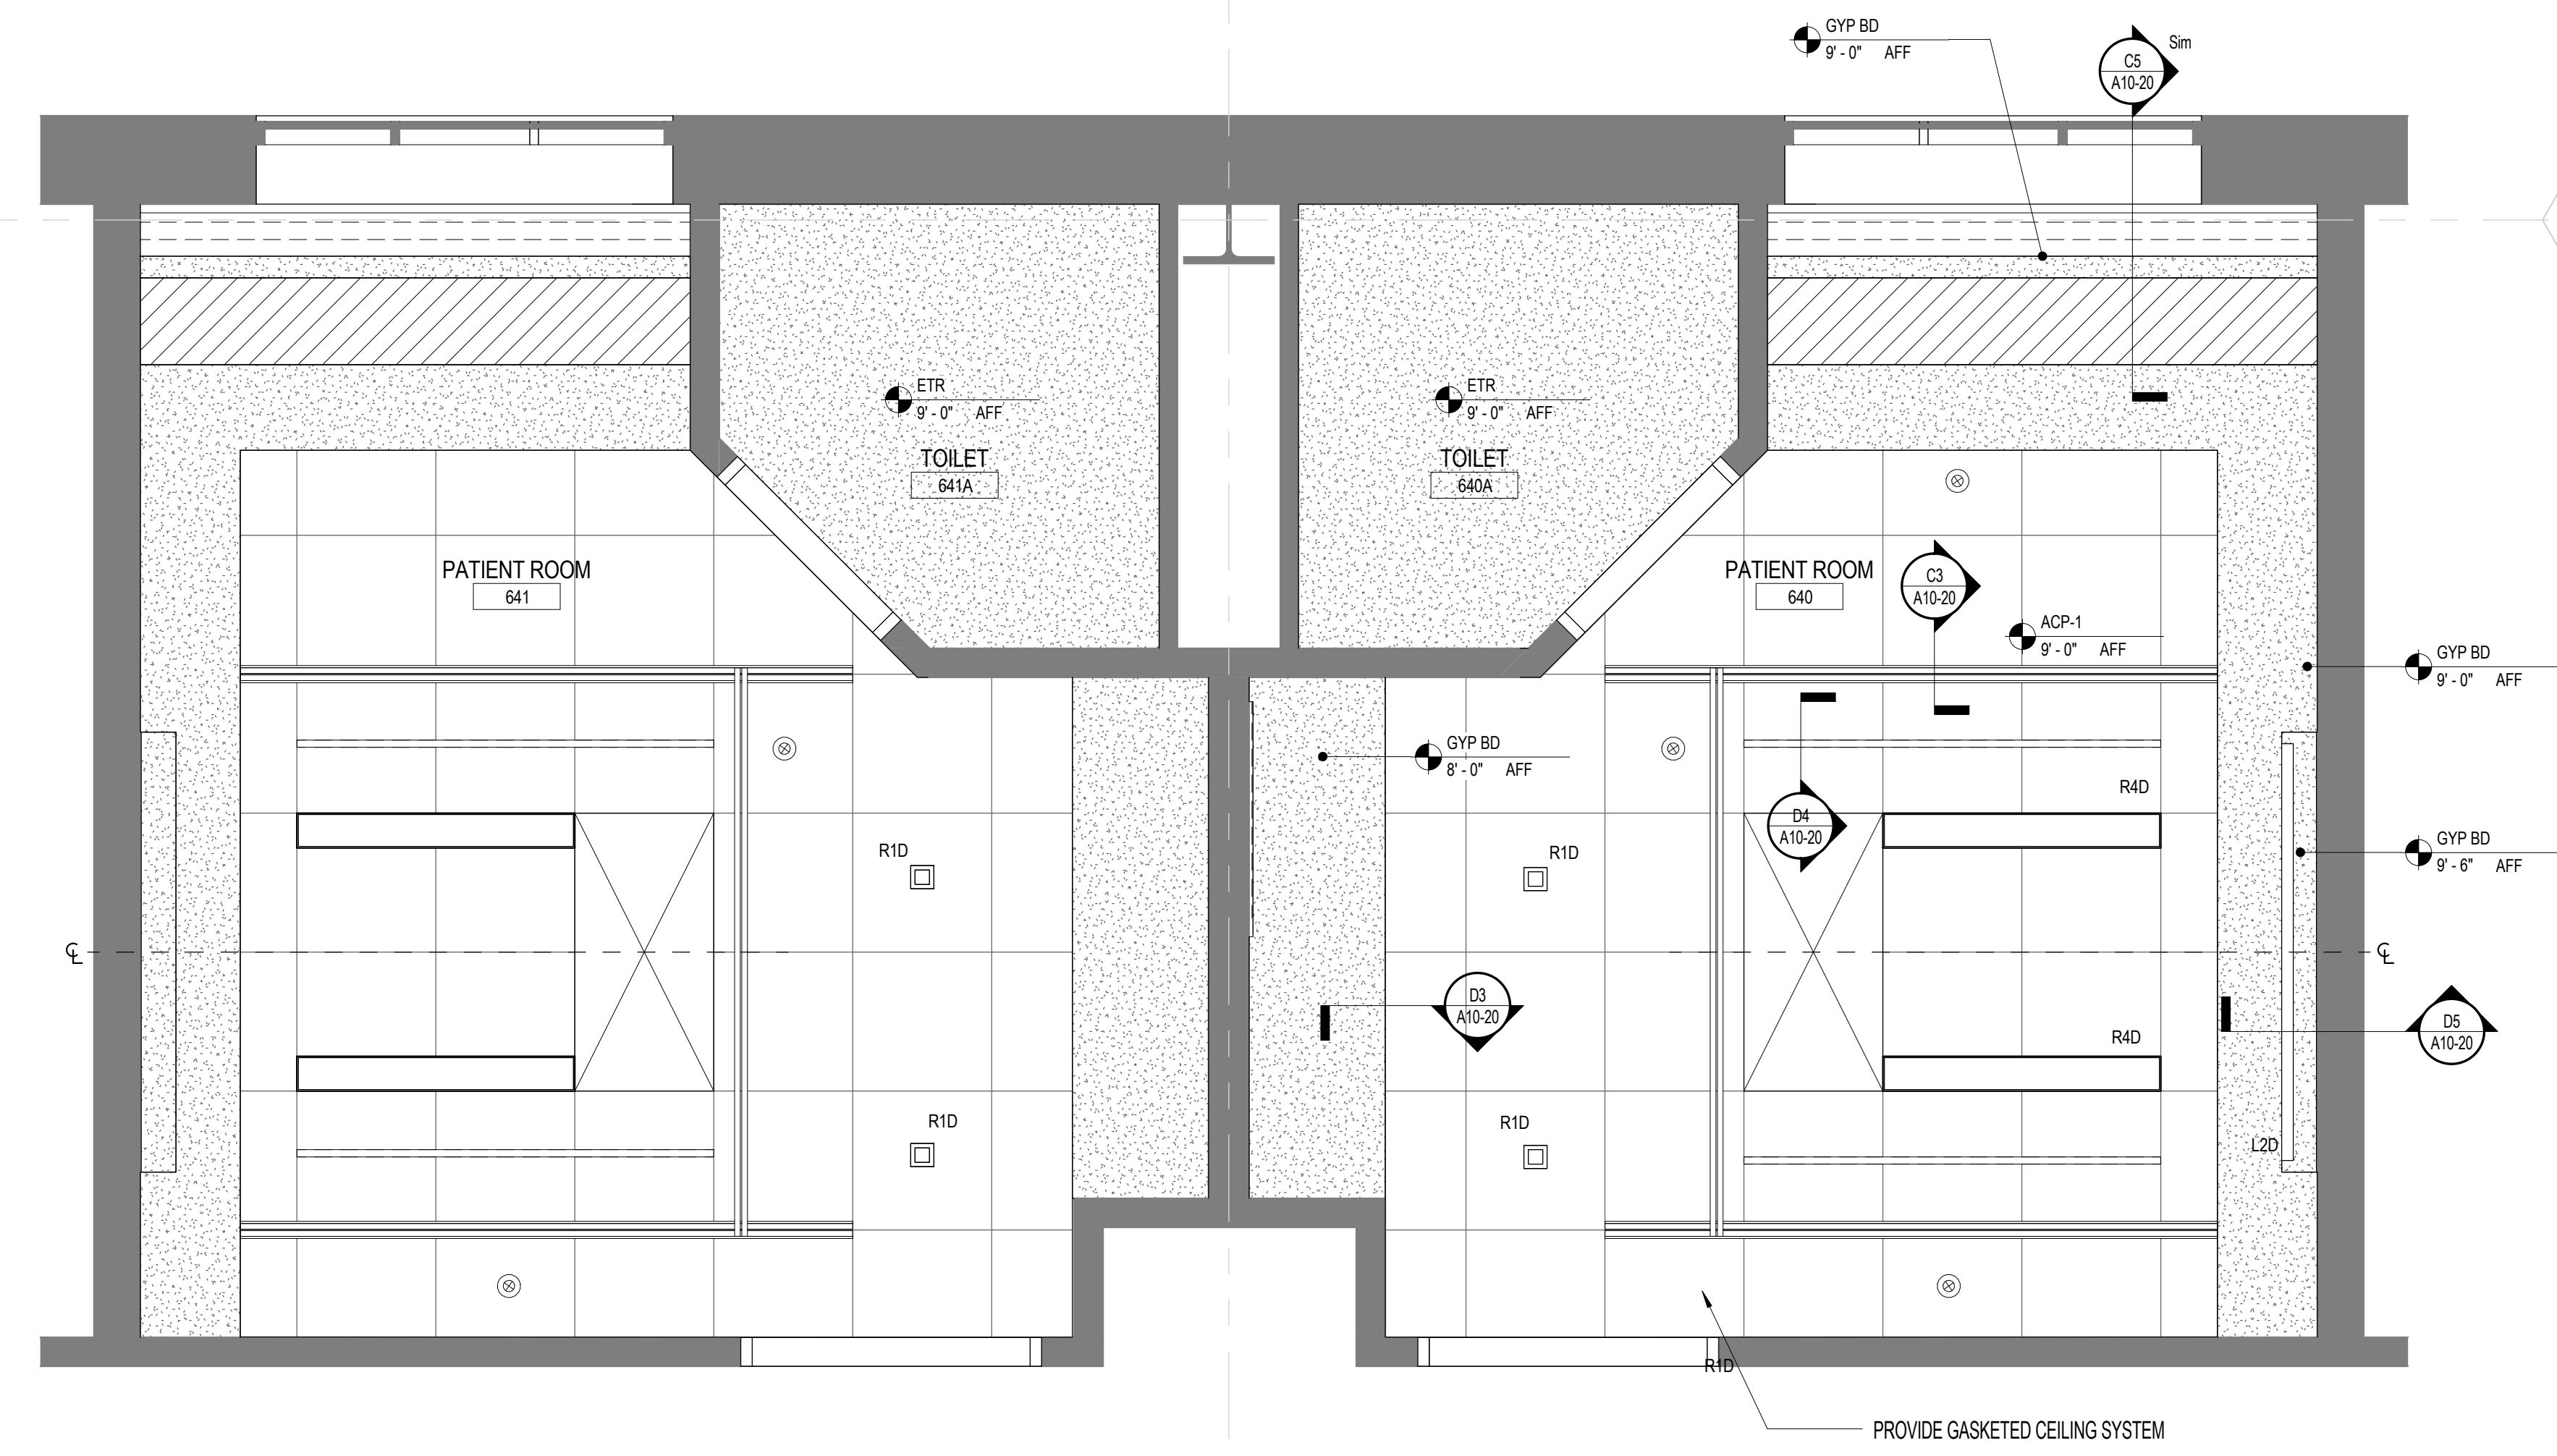 GYP BD
9' - 0" AFF
C5
A10-20
Sim
ETR
9' - 0" AFF
TOILET
641A
ETR
9' - 0" AFF
TOILET
640A
PATIENT ROOM
641
PATIENT ROOM
640
C3
A10-20
ACP-1
9' - 0" AFF
GYP BD
9' - 0" AFF
GYP BD
8' - 0" AFF
R4D
D4
A10-20
R1D
R1D
GYP BD
9' - 6" AFF
℄
℄
D3
A10-20
R4D
D5
A10-20
R1D
R1D
L2D
R1D
PROVIDE GASKETED CEILING SYSTEM